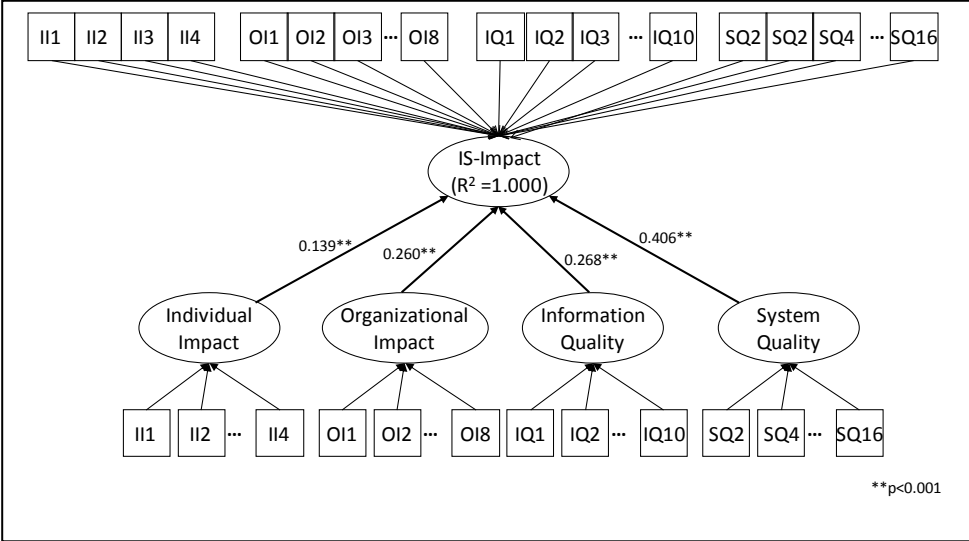 II1 II2 II3 II4 OI1 OI2 OI3 ... OI8 IQ1 IQ2 IQ3 ... IQ10 SQ2 SQ2 SQ4 ... SQ16
IS-Impact
(R² =1.000)
0.139** 0.260** 0.268** 0.406**
Individual
Impact
Organizational
Impact
Information
Quality
System
Quality
II1 II2 ... II4 OI1 OI2 ... OI8 IQ1 IQ2 ... IQ10 SQ2 SQ4 ... SQ16
**p<0.001